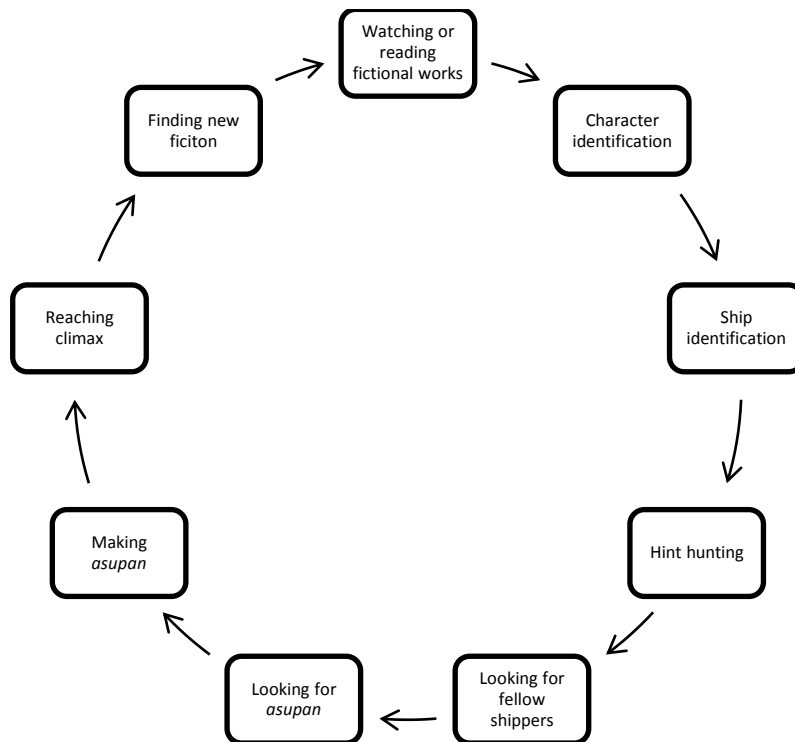 Watching or
reading
fictional works
Character
identification
Ship
identification
Hint hunting
Looking for
fellow
shippers
Looking for
asupan
Making
asupan
Reaching
climax
Finding new
ficiton